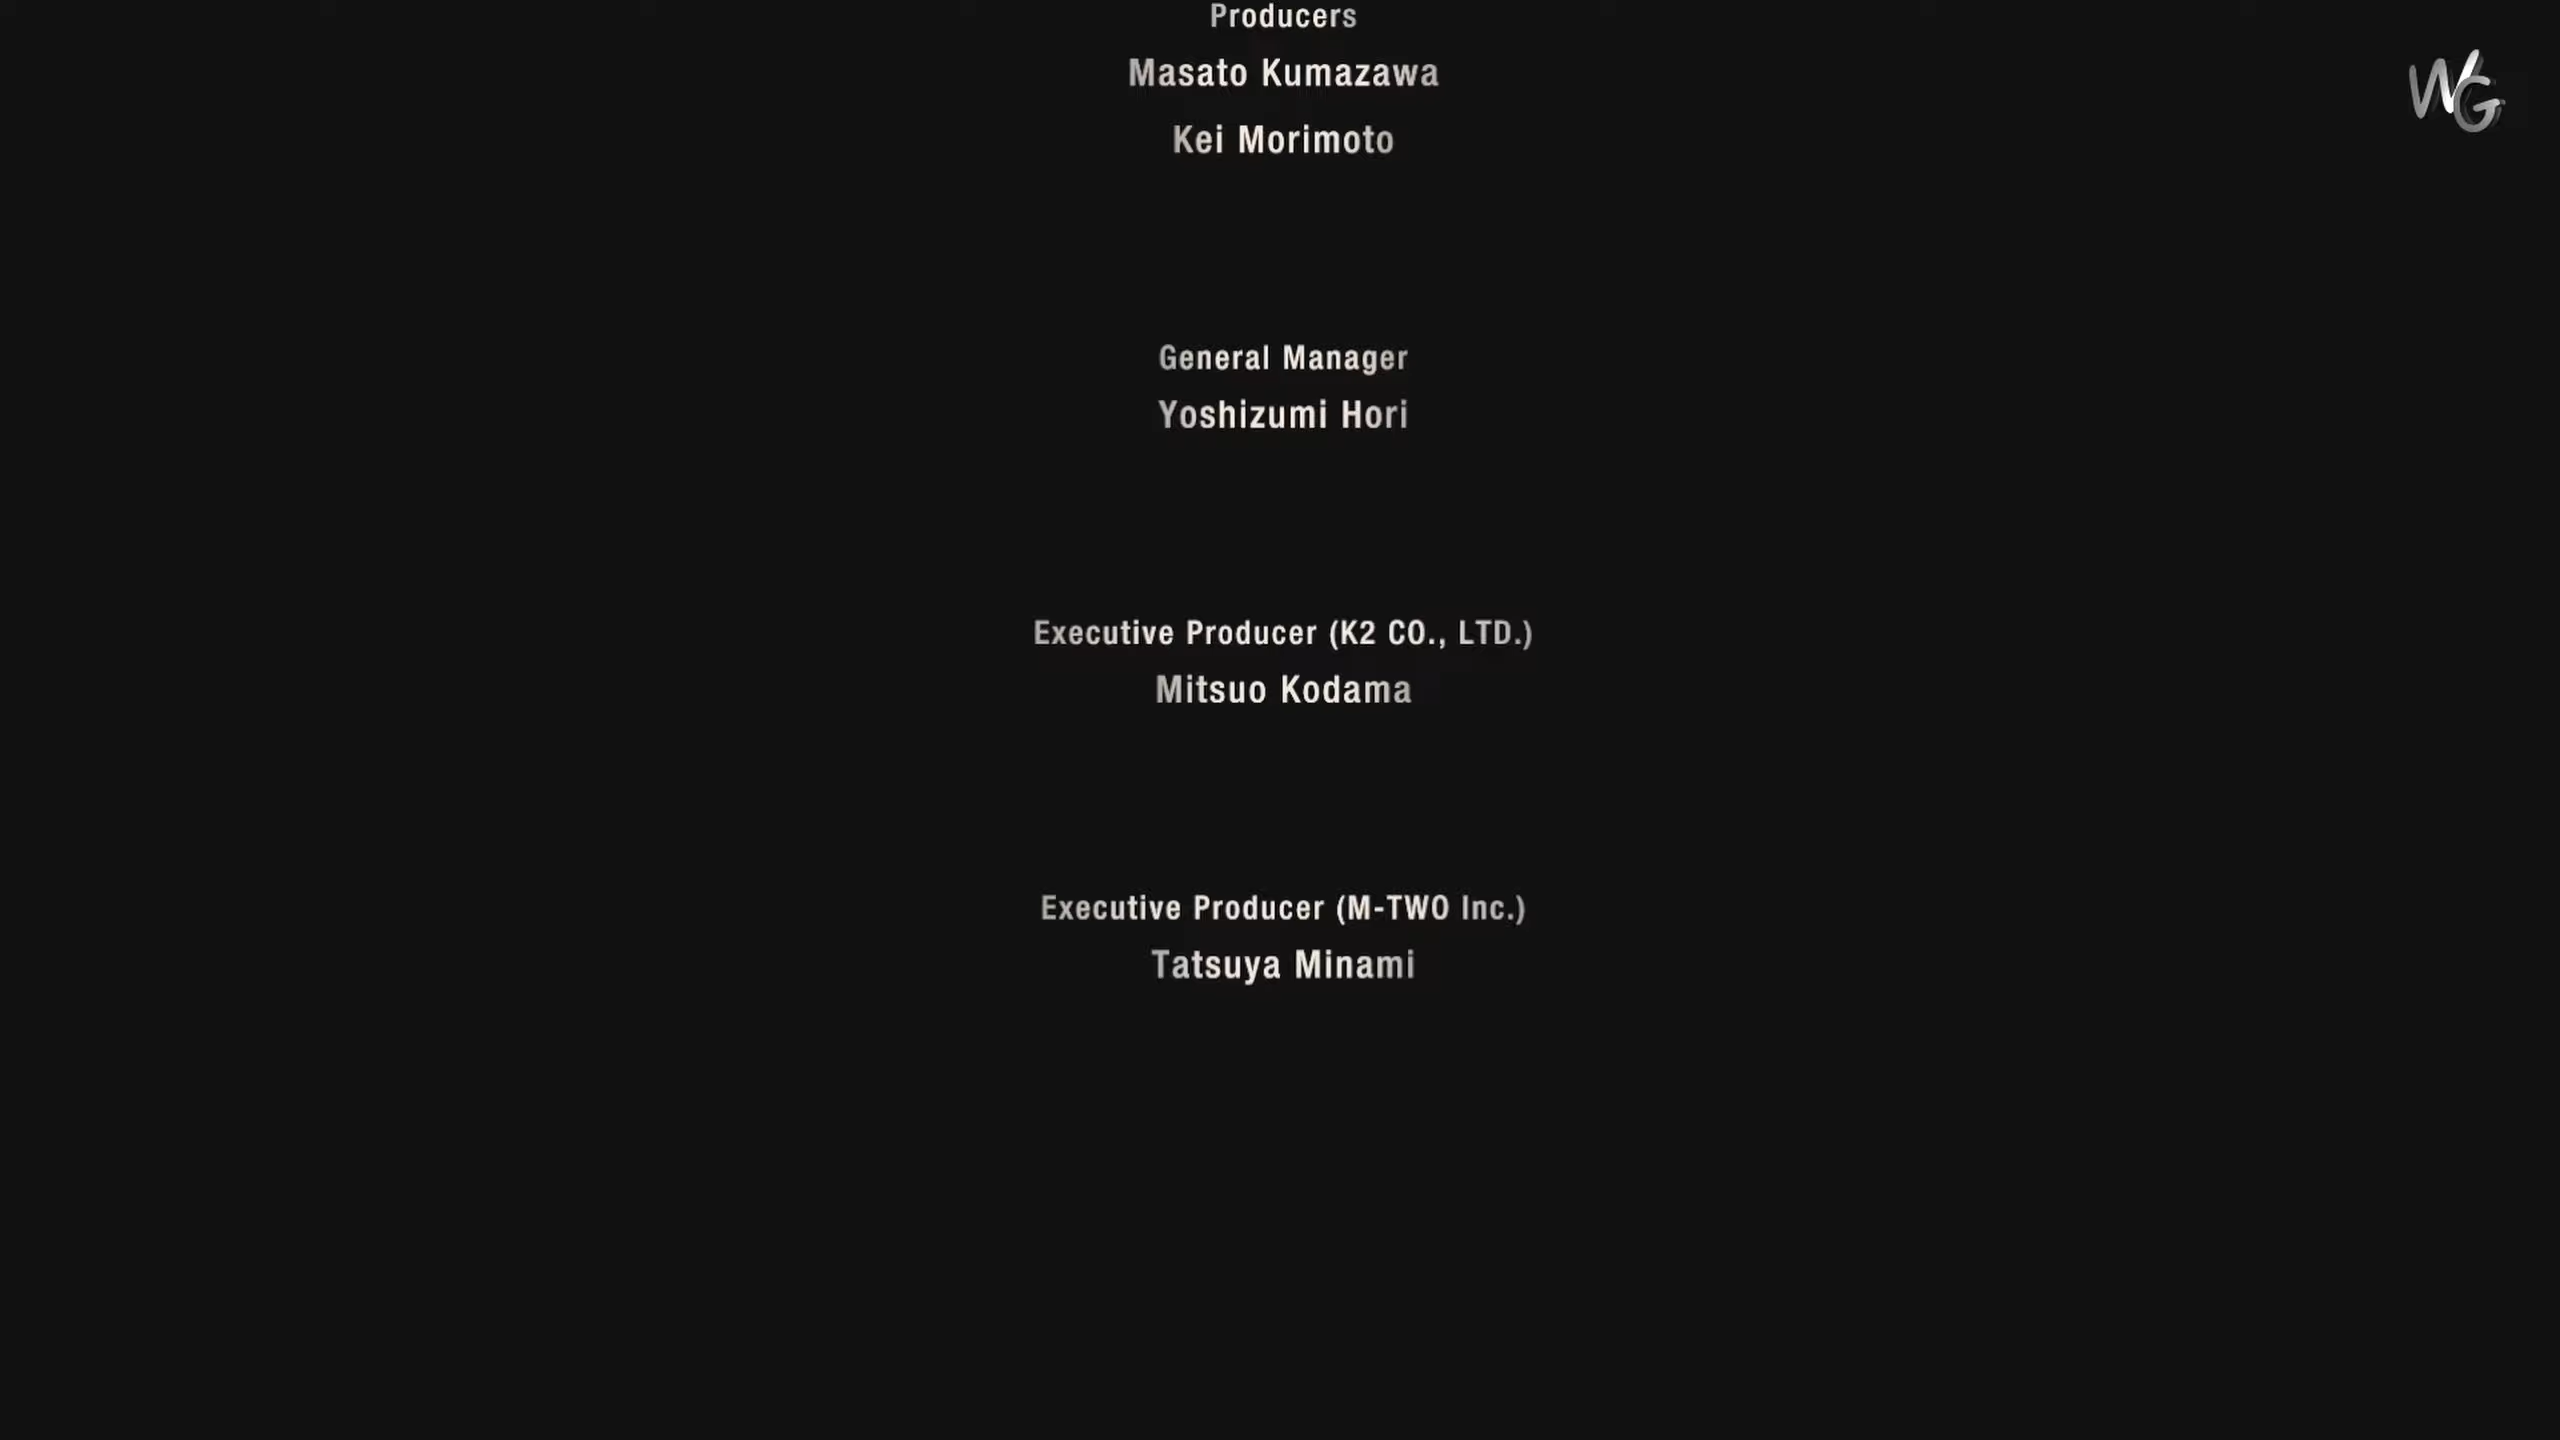 Producers
Masato Kumazawa
WG
Kei Morimoto
General Manager
Yoshizumi Hori
Executive Producer (K2 CO., LTD.)
Mitsuo Kodama
Executive Producer (M-TWO Inc.)
Tatsuya Minami